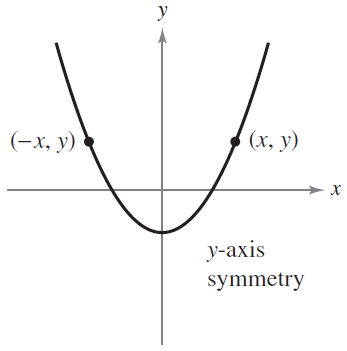 y
(−x, y)
(x, y)
x
y-axis
symmetry